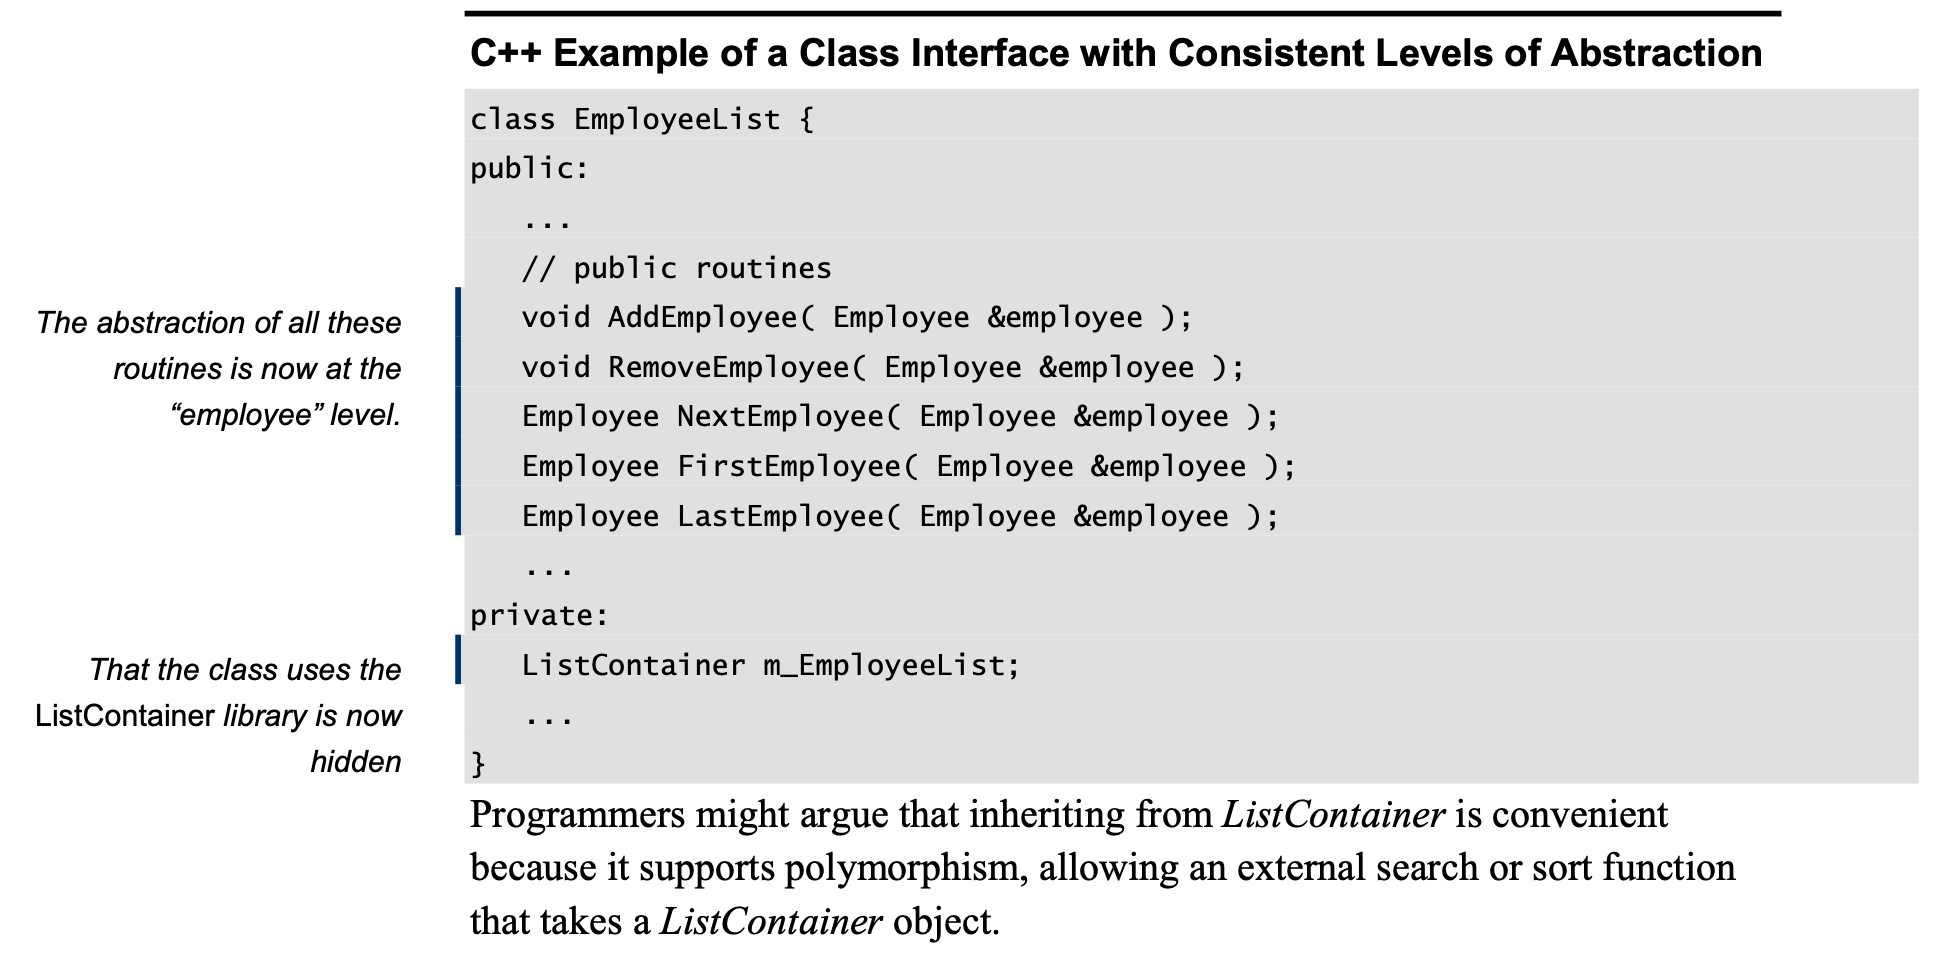 C++ Example of a Class Interface with Consistent Levels of Abstraction
class EmployeeList {
public:
...
// public routines
The abstraction of all these
routines is now at the
“employee” level.
void AddEmployee( Employee &employee );
void RemoveEmployee( Employee &employee );
Employee NextEmployee( Employee &employee );
Employee FirstEmployee( Employee &employee );
Employee LastEmployee( Employee &employee );
...
private:
That the class uses the
ListContainer library is now
hidden
ListContainer m_EmployeeList;
...
}
Programmers might argue that inheriting from ListContainer is convenient
because it supports polymorphism, allowing an external search or sort function
that takes a ListContainer object.